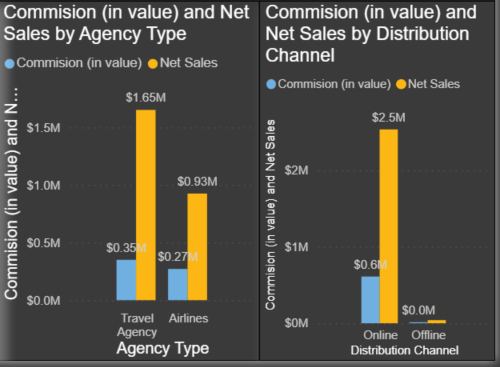 Commision (in value) and Net
Sales by Agency Type
Commision (in value) Net Sales
Commision (in value) and N...
$1.5M
$1.0M
$0.5M
$0.0M
$1.65M
$0.93M
$0.35M
$0.27M
Travel
Agency
Airlines
Agency Type
Commision (in value) and
Net Sales by Distribution
Channel
Commision (in value) Net Sales
Commision (in value) and Net Sales
$2M
$1M
$0M
$2.5M
$0.6M
$0.0M
Online Offline
Distribution Channel